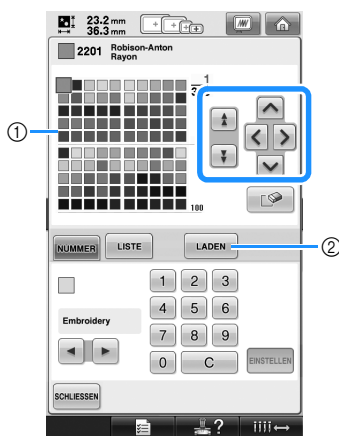 23.2 mm
36.3 mm
2201 Robison-Anton
Rayon
1
100
①
NUMMER LISTE LADEN
②
Embroidery
1 2 3
4 5 6
7 8 9
0 C EINSTELLEN
SCHLIESSEN
?